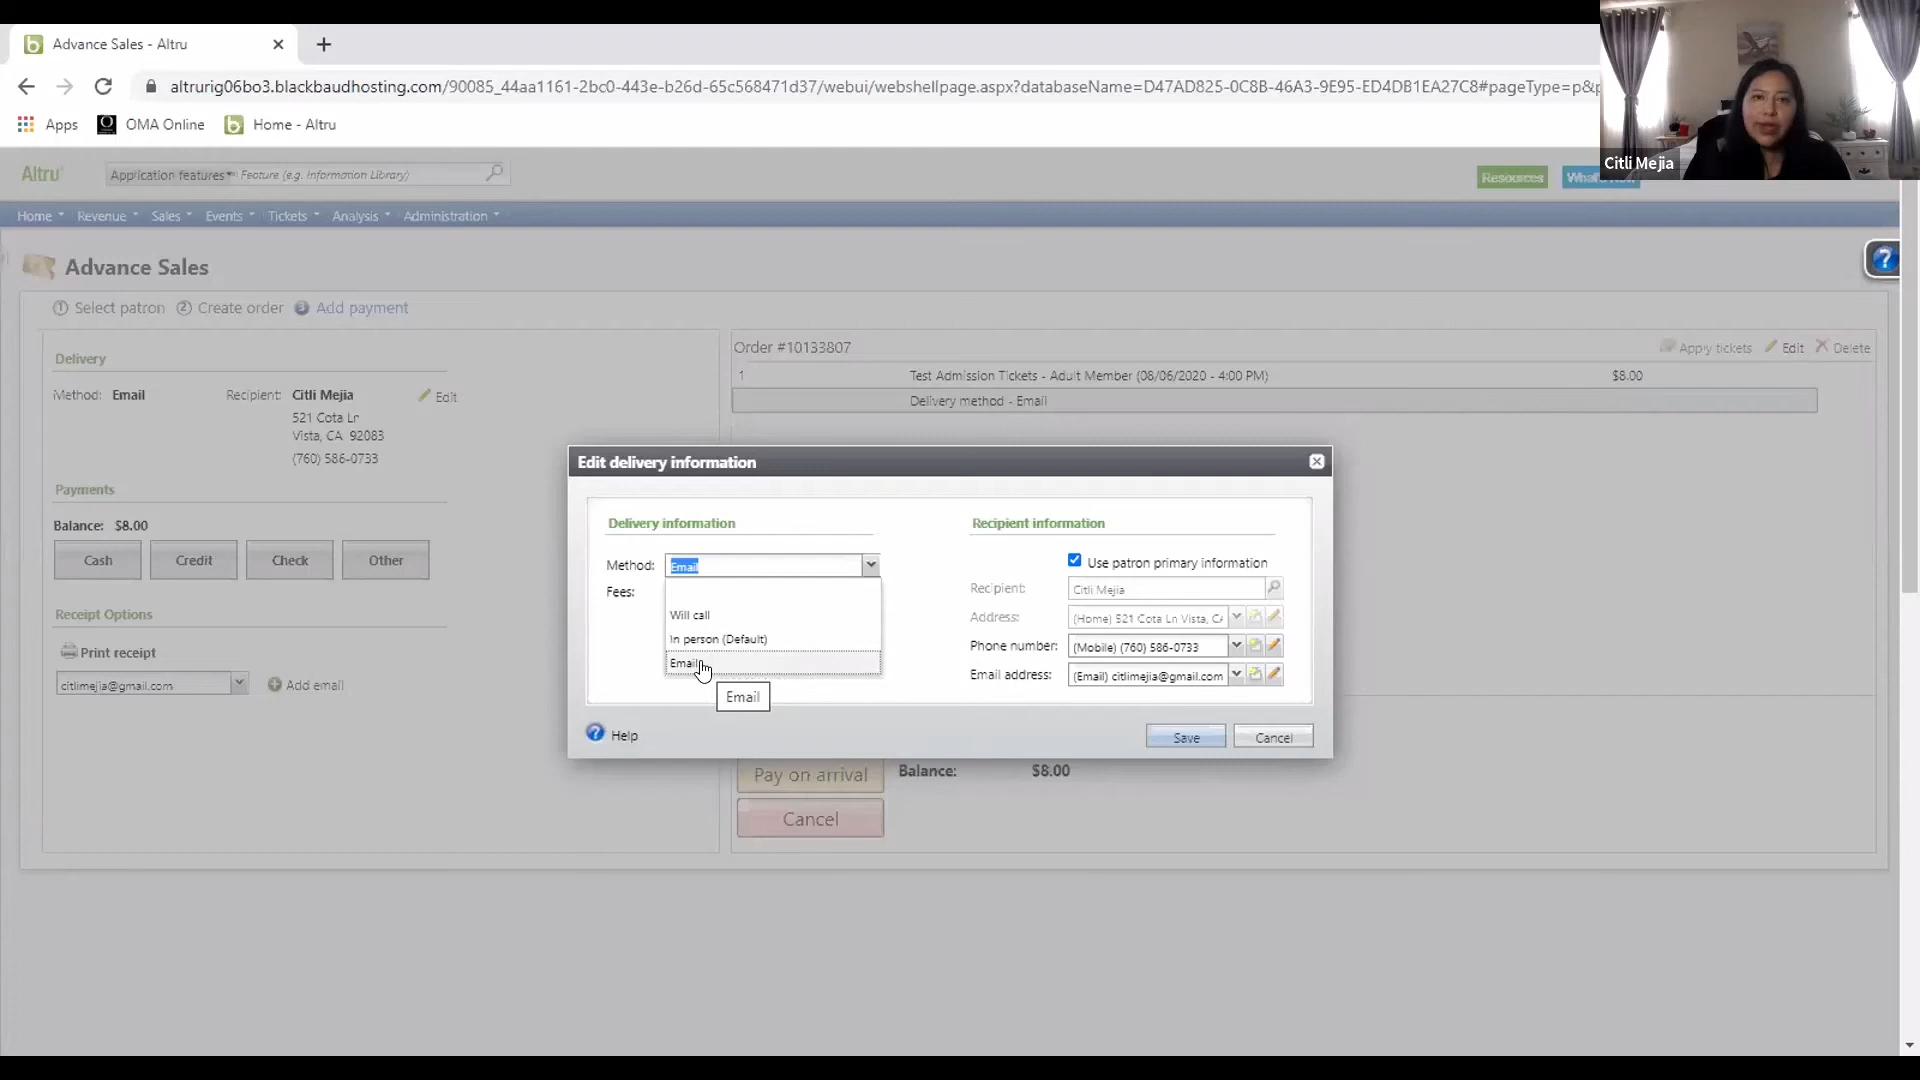 Advance Sales - Altru
altrurig06bo3.blackbaudhosting.com/90085_44aa1161-2bc0-443e-b26d-65c568471d37/webui/webshellpage.aspx?databaseName=D47AD825-0C8B-46A3-9E95-ED4DB1EA27C8#pageType=p&p
Apps OMA Online Home - Altru
Citli Mejia
Altru Application features Feature (e.g. Information Library) Resources What's New
Home Revenue Sales Events Tickets Analysis Administration
Advance Sales
1 Select patron 2 Create order 3 Add payment
Delivery
Method: Email Recipient: Citli Mejia Edit
521 Cota Ln
Vista, CA 92083
(760) 586-0733
Payments
Balance: $8.00
Cash Credit Check Other
Receipt Options
Print receipt
citlimejia@gmail.com Add email
Order #10133807 Apply tickets Edit Delete
1 Test Admission Tickets - Adult Member (08/06/2020 - 4:00 PM) $8.00
Delivery method - Email
Edit delivery information
Delivery information
Method: Email
Fees:
Will call
In person (Default)
Email
Email
Recipient information
Use patron primary information
Recipient: Citli Mejia
Address: (Home) 521 Cota Ln Vista, CA
Phone number: (Mobile) (760) 586-0733
Email address: (Email) citlimejia@gmail.com
? Help Save Cancel
Pay on arrival Balance: $8.00
Cancel
?